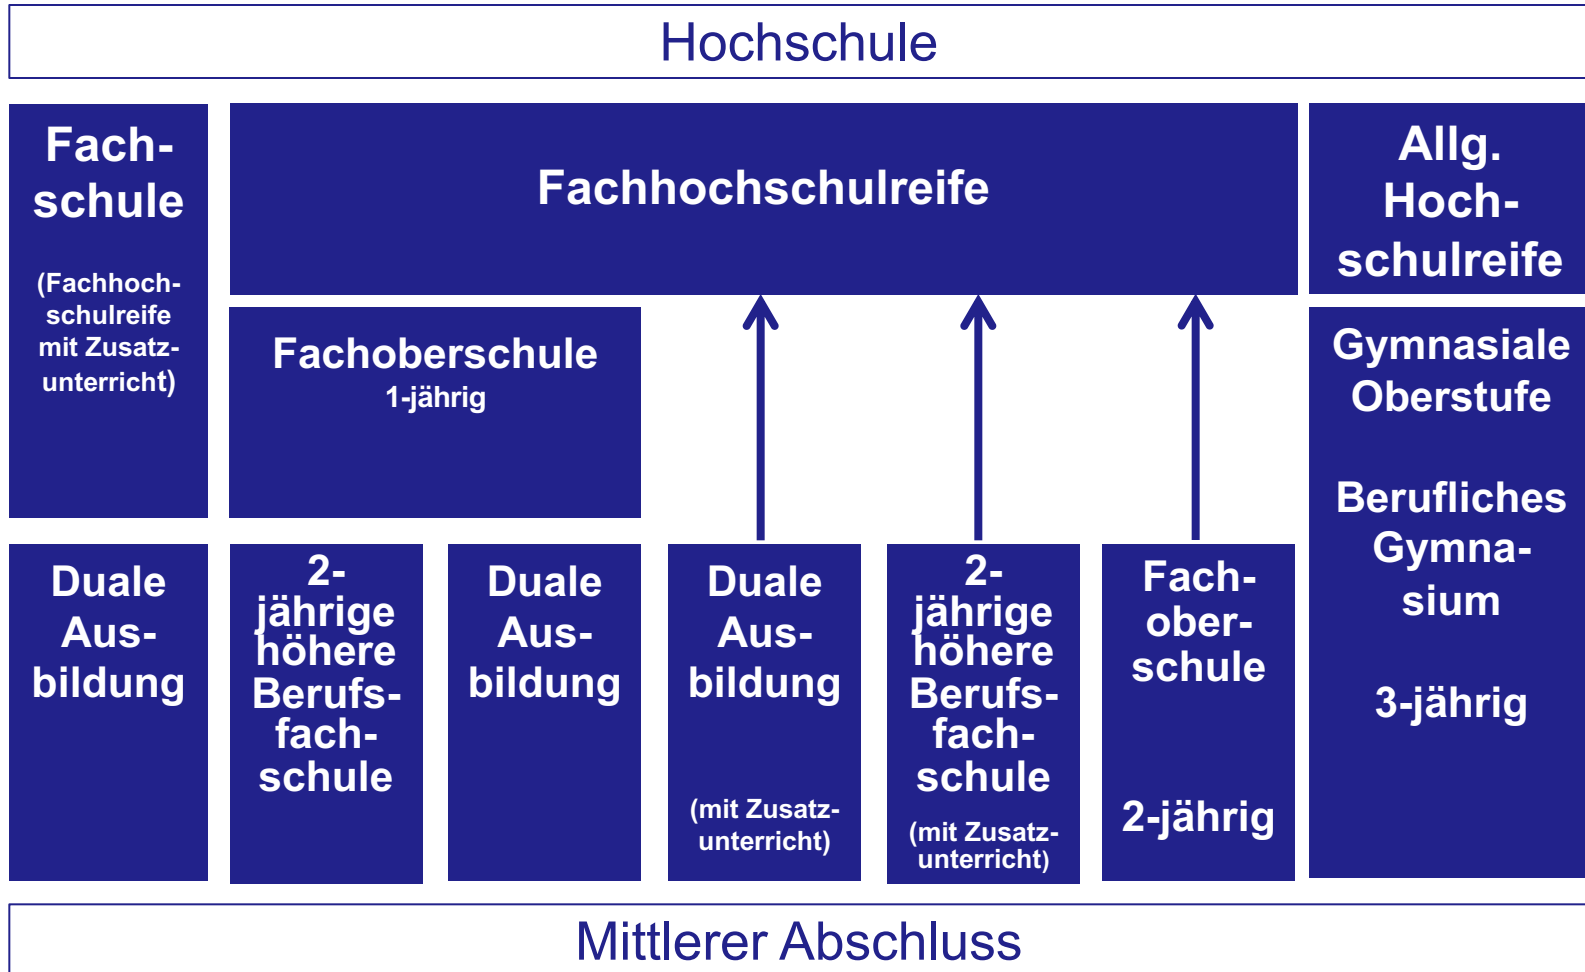 Hochschule
Fach-
schule
(Fachhoch-
schulreife
mit Zusatz-
unterricht)
Fachhochschulreife
Allg.
Hoch-
schulreife
Fachoberschule
1-jährig
Gymnasiale
Oberstufe
Berufliches
Gymna-
sium
3-jährig
Duale
Aus-
bildung
2-
jährige
höhere
Berufs-
fach-
schule
Duale
Aus-
bildung
Duale
Aus-
bildung
(mit Zusatz-
unterricht)
2-
jährige
höhere
Berufs-
fach-
schule
(mit Zusatz-
unterricht)
Fach-
ober-
schule
2-jährig
Mittlerer Abschluss